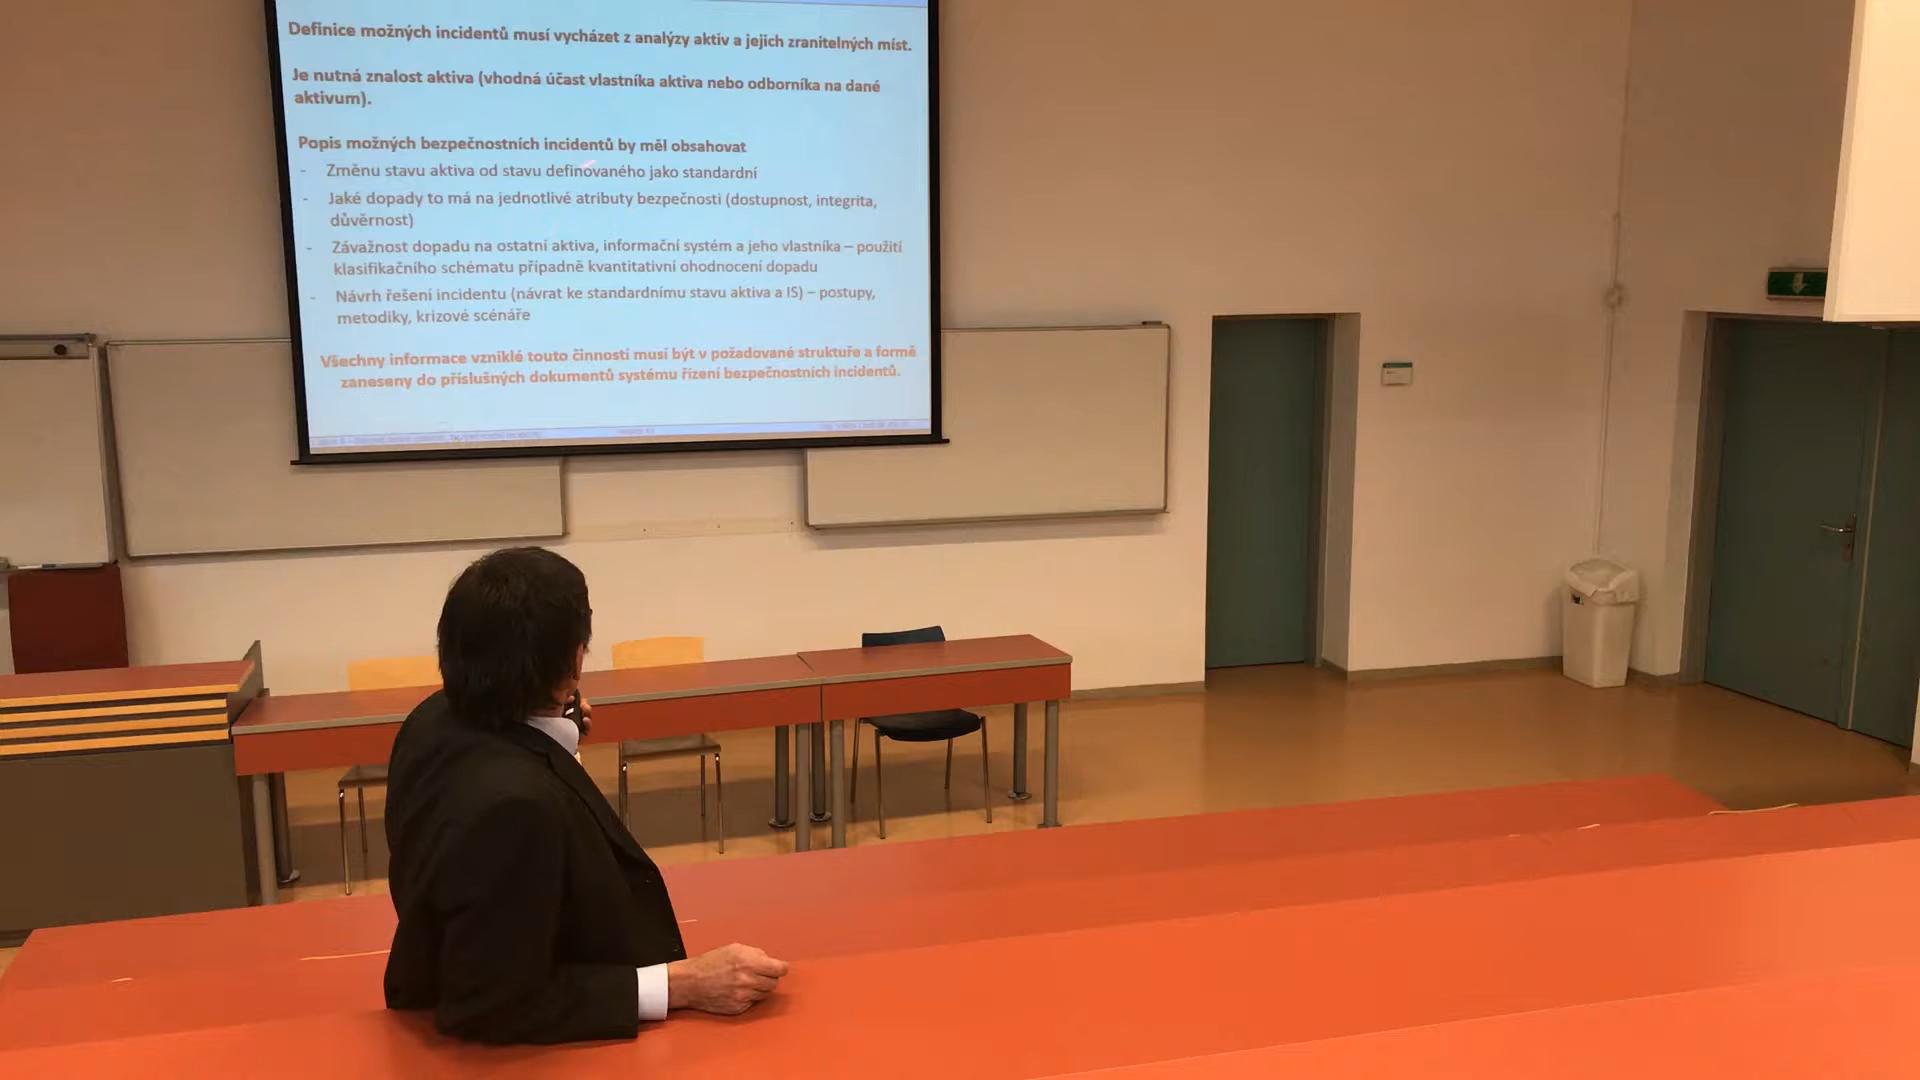 Definice možných incidentů musí vycházet z analýzy aktiv a jejich zranitelných míst.
Je nutná znalost aktiva (vhodná účast vlastníka aktiva nebo odborníka na dané
aktivum).
Popis možných bezpečnostních incidentů by měl obsahovat
- Změnu stavu aktiva od stavu definovaného jako standardní
- Jaké dopady to má na jednotlivé atributy bezpečnosti (dostupnost, integrita,
důvěrnost)
- Závažnost dopadu na ostatní aktiva, informační systém a jeho vlastníka – použití
klasifikačního schématu případně kvantitativní ohodnocení dopadu
- Návrh řešení incidentu (návrat ke standardnímu stavu aktiva a IS) – postupy,
metodiky, krizové scénáře
Všechny informace vzniklé touto činností musí být v požadované struktuře a formě
zaneseny do příslušných dokumentů systému řízení bezpečnostních incidentů.